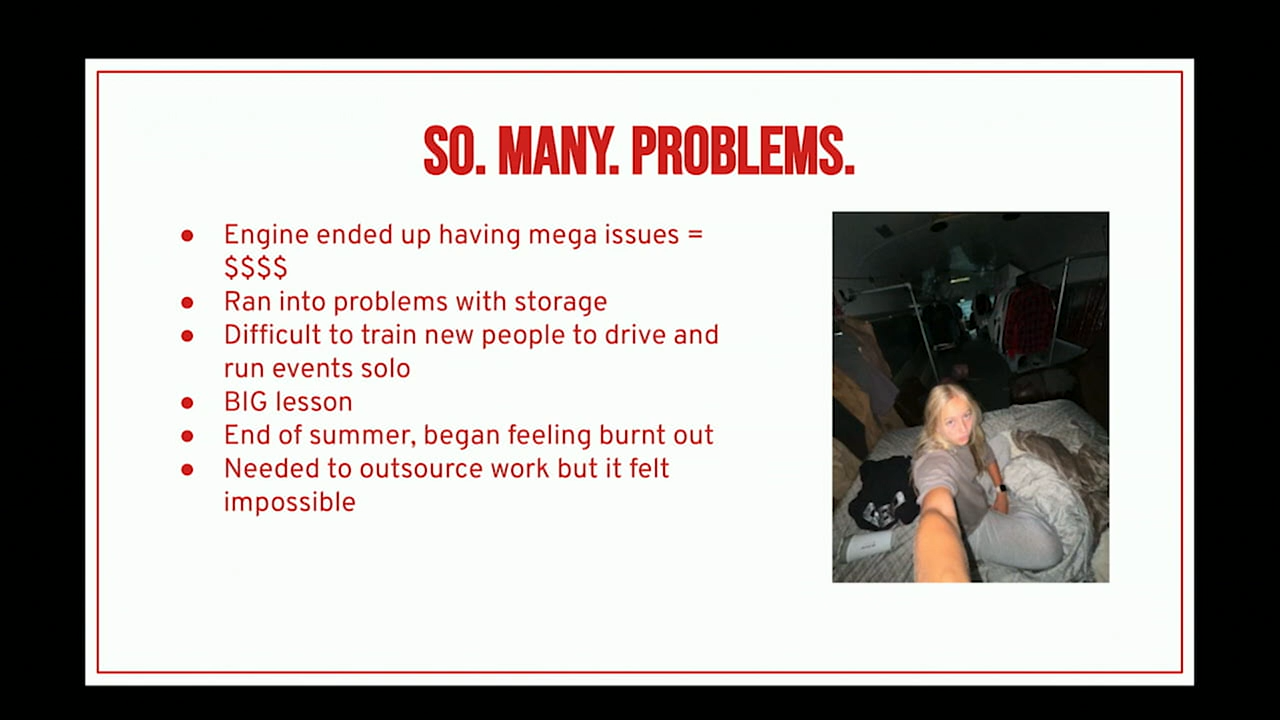 SO. MANY. PROBLEMS.
● Engine ended up having mega issues =
$$$$
● Ran into problems with storage
● Difficult to train new people to drive and
run events solo
● BIG lesson
● End of summer, began feeling burnt out
● Needed to outsource work but it felt
impossible